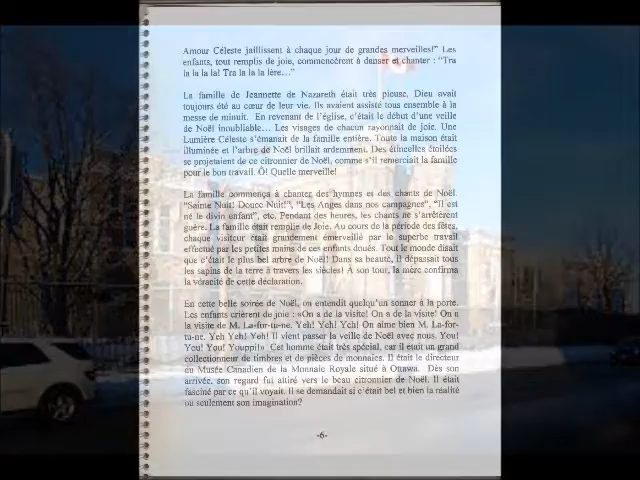 Amour Céleste jaillissent à chaque jour de grandes merveilles!" Les
enfants, tout remplis de joie, commencèrent à danser et chanter : "Tra
la la la la! Tra la la la lère..."
La famille de Jeannette de Nazareth était très pieuse. Dieu avait
toujours été au cœur de leur vie. Ils avaient assisté tous ensemble à la
messe de minuit. En revenant de l'église, c'était le début d'une veille
de Noël inoubliable... Les visages de chacun rayonnait de joie. Une
Lumière Céleste s'émanait de la famille entière. Toute la maison était
illuminée et l'arbre de Noël brillait ardemment. Des étincelles étoilées
se projetaient de ce citronnier de Noël, comme s'il remerciait la famille
pour le bon travail. Ô! Quelle merveille!
La famille commença à chanter des hymnes et des chants de Noël.
"Sainte Nuit! Douce Nuit!", "Les Anges dans nos campagnes", "Il est
né le divin enfant", etc. Pendant des heures, les chants ne s'arrêtèrent
guère. La famille était remplie de Joie. Au cours de la période des fêtes,
chaque visiteur était grandement émerveillé par le superbe travail
effectué par les petites mains de ces enfants doués. Tout le monde disait
que c'était le plus bel arbre de Noël! Dans sa beauté, il dépassait tous
les sapins de la terre à travers les siècles! À son tour, la mère confirma
la véracité de cette déclaration.
En cette belle soirée de Noël, on entendit quelqu'un sonner à la porte.
Les enfants crièrent de joie : «On a de la visite! On a de la visite! On a
la visite de M. La-for-tu-ne. Yeh! Yeh! Yeh! On aime bien M. La-for-
tu-ne. Yeh Yeh! Yeh! Il vient passer la veille de Noël avec nous. You!
You! You! Youppii» Cet homme était très spécial, car il était un grand
collectionneur de timbres et de pièces de monnaies. Il était le directeur
du Musée Canadien de la Monnaie Royale situé à Ottawa. Dès son
arrivée, son regard fut attiré vers le beau citronnier de Noël. Il était
fasciné par ce qu'il voyait. Il se demandait si c'était bel et bien la réalité
ou seulement son imagination?
-6-